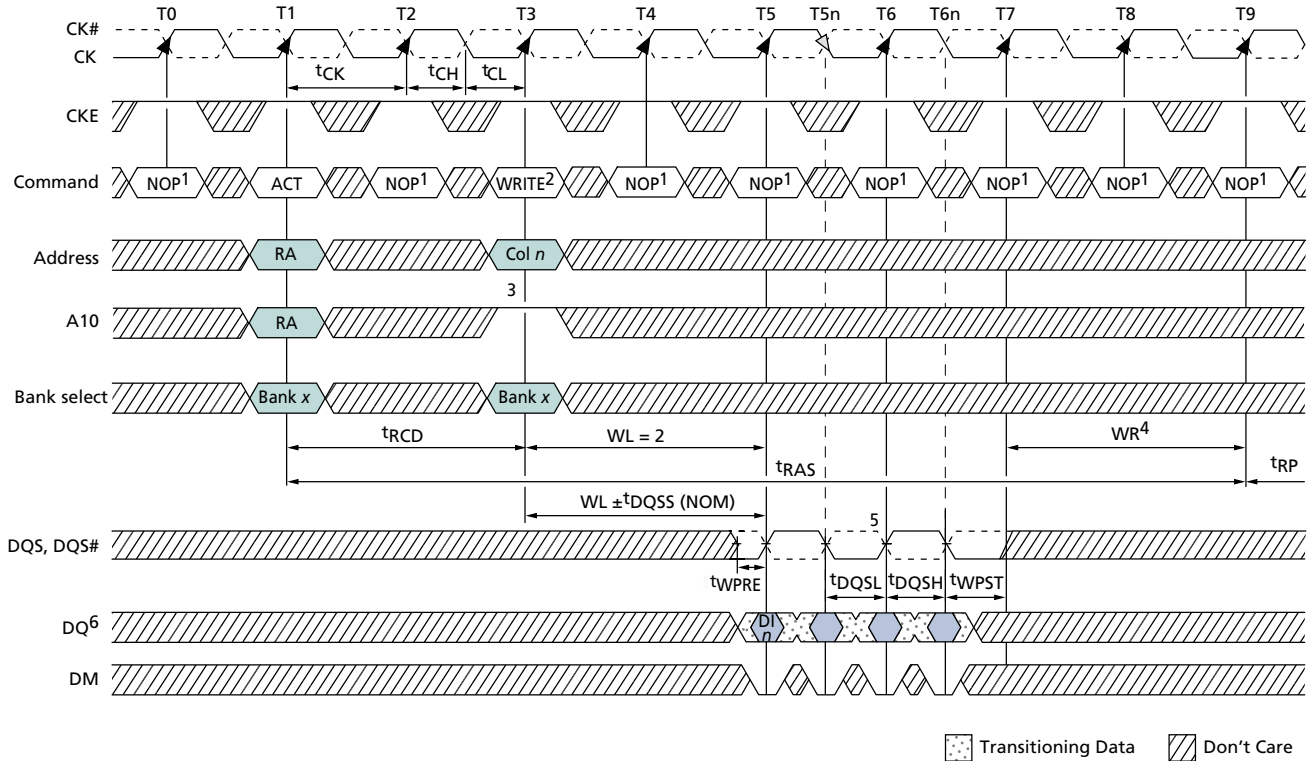 T0 T1 T2 T3 T4 T5 T5n T6 T6n T7 T8 T9
CK#
CK
tCK tCH tCL
CKE
Command NOP1 ACT NOP1 WRITE2 NOP1 NOP1 NOP1 NOP1 NOP1 NOP1
Address RA Col n
3
A10 RA
Bank select Bank x Bank x
tRCD WL = 2 WR4
tRAS tRP
WL ±tDQSS (NOM)
5
DQS, DQS#
tWPRE tDQSL tDQSH tWPST
DQ6 DI
n
DM
Transitioning Data Don't Care